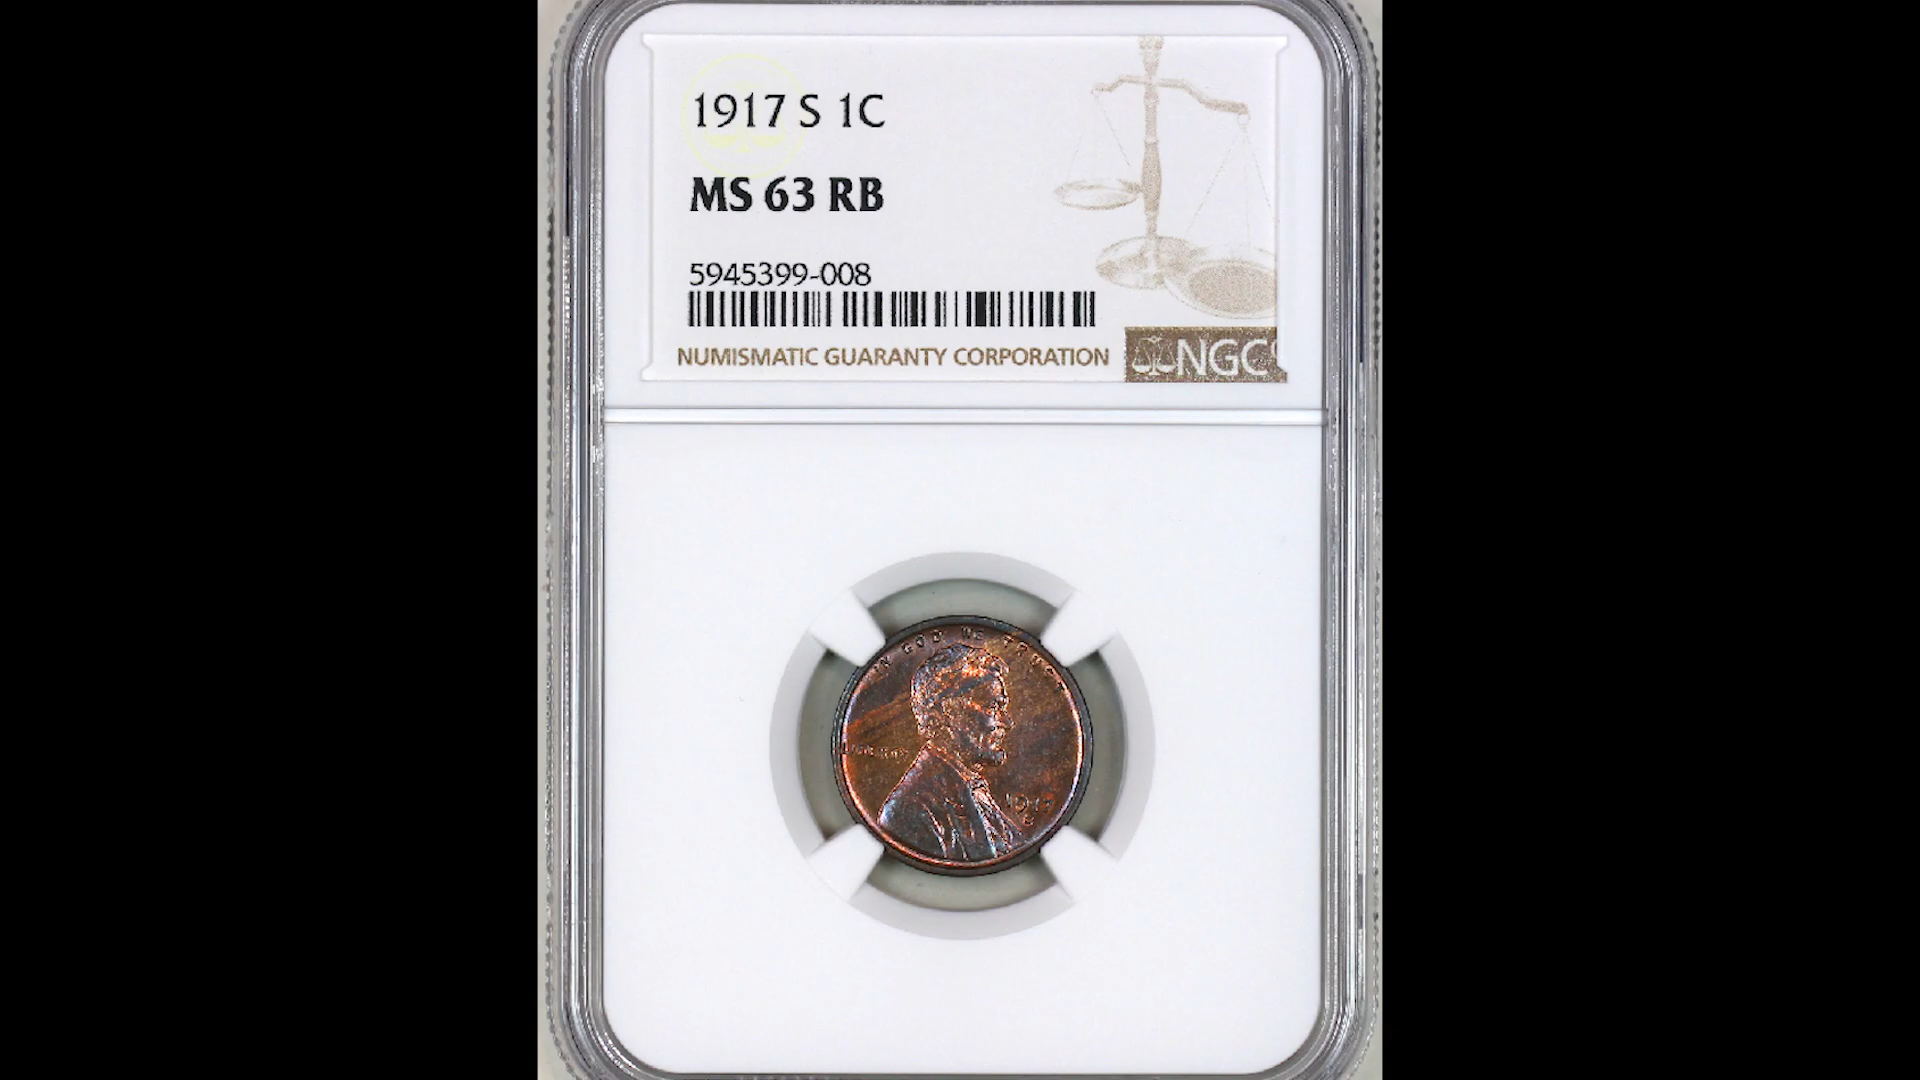 1917 S 1C
MS 63 RB
5945399-008
NUMISMATIC GUARANTY CORPORATION
NGC
IN GOD WE TRUST
LIBERTY
1917
S